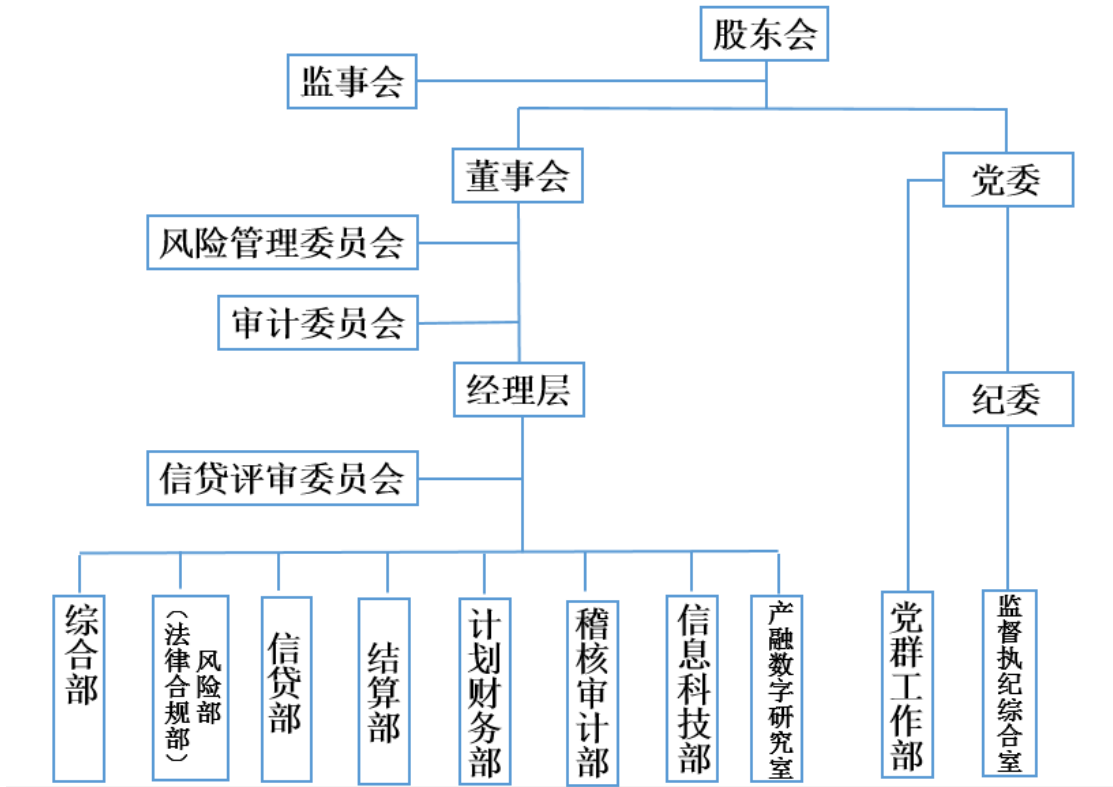 股东会
监事会
董事会
党委
风险管理委员会
审计委员会
经理层
纪委
信贷评审委员会
综合部
风险部
（法律合规部）
信贷部
结算部
计划财务部
稽核审计部
信息科技部
产融数字研究室
党群工作部
监督执纪综合室